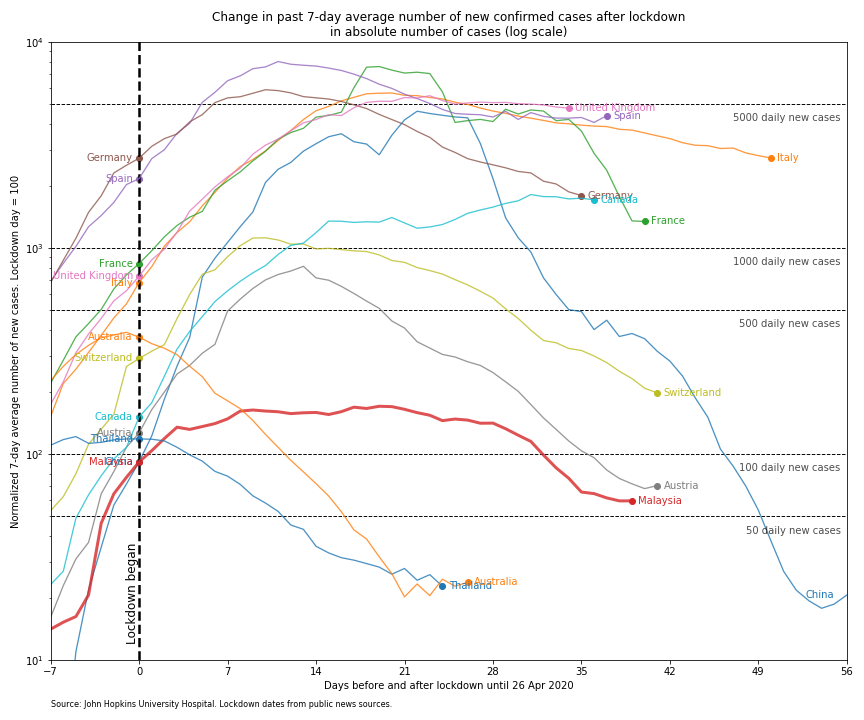 Change in past 7-day average number of new confirmed cases after lockdown
in absolute number of cases (log scale)
Normalized 7-day average number of new cases. Lockdown day = 100
10⁴
10³
10²
10¹
5000 daily new cases
1000 daily new cases
500 daily new cases
100 daily new cases
50 daily new cases
Germany
Spain
France
United Kingdom
Italy
Australia
Switzerland
Canada
Austria
Thailand
Malaysia
China
United Kingdom
Spain
Italy
Germany
Canada
France
Switzerland
Austria
Malaysia
Australia
Thailand
China
Lockdown began
−7 0 7 14 21 28 35 42 49 56
Days before and after lockdown until 26 Apr 2020
Source: John Hopkins University Hospital. Lockdown dates from public news sources.